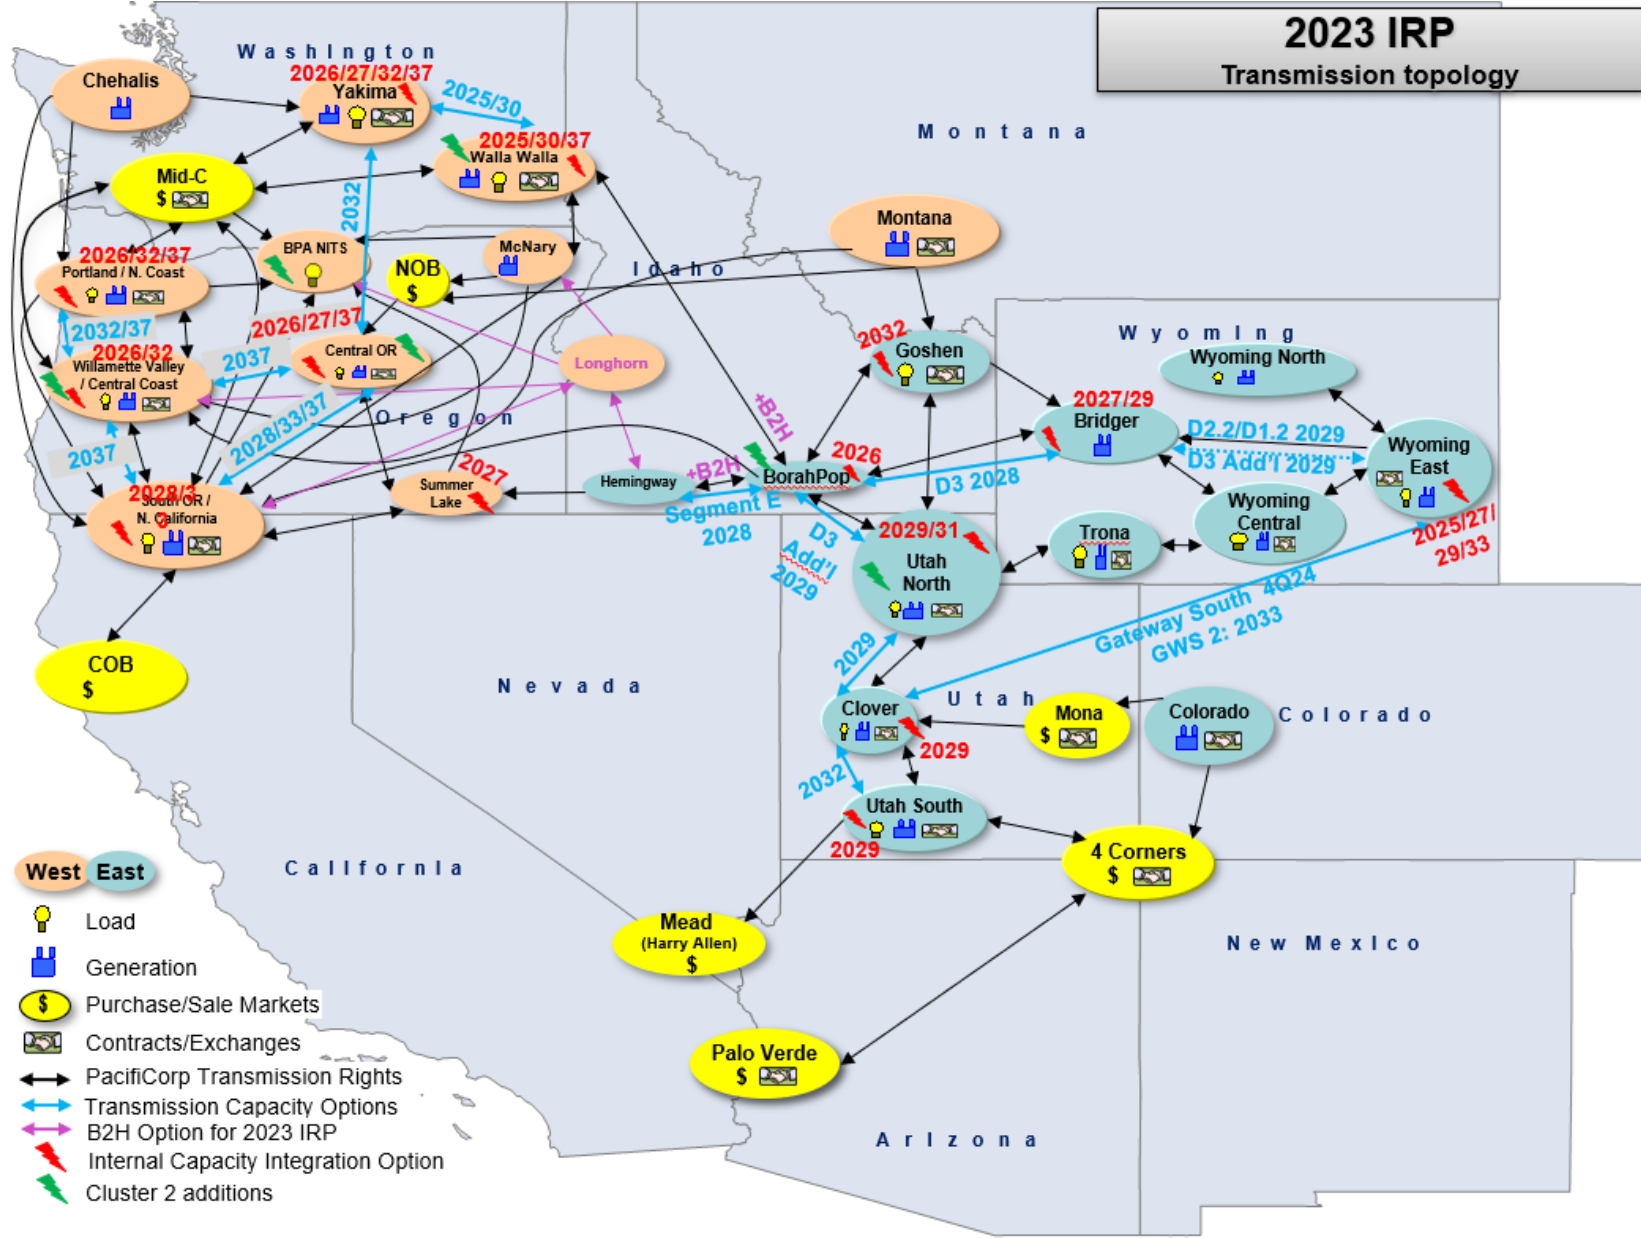 2023 IRP
Transmission topology
Washington
Chehalis
2026/27/32/37
Yakima
2025/30
2025/30/37
Walla Walla
Mid-C
$
2032
Montana
Montana
BPA NITS
McNary
NOB
$
Idaho
2026/32/37
Portland / N. Coast
2032/37
2026/27/37
Central OR
2037
2026/32
Willamette Valley
/ Central Coast
Longhorn
Oregon
2028/33/37
2037
2028/3
3
South OR /
N. California
2027
Summer
Lake
Hemingway
+B2H
+B2H
BorahPop
2026
Segment E
2028
2032
Goshen
Wyoming
Wyoming North
2027/29
Bridger
D2.2/D1.2 2029
D3 Add'l 2029
Wyoming
East
D3 2028
Wyoming
Central
2025/27/
29/33
Trona
D3
Add'l
2029
2029/31
Utah
North
Gateway South 4Q24
GWS 2: 2033
COB
$
Nevada
2029
Clover
2029
Utah
Mona
$
Colorado
Colorado
2032
Utah South
2029
4 Corners
$
California
Mead
(Harry Allen)
$
New Mexico
Palo Verde
$
Arizona
West East
Load
Generation
$ Purchase/Sale Markets
Contracts/Exchanges
PacifiCorp Transmission Rights
Transmission Capacity Options
B2H Option for 2023 IRP
Internal Capacity Integration Option
Cluster 2 additions